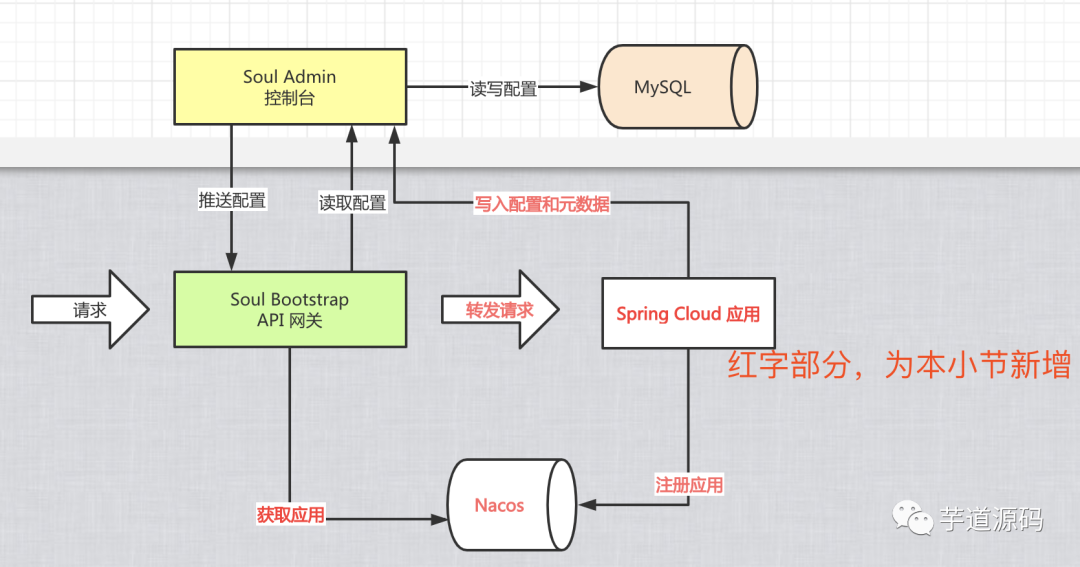 Soul Admin
控制台
读写配置
MySQL
推送配置
读取配置
写入配置和元数据
请求
Soul Bootstrap
API 网关
转发请求
Spring Cloud 应用
红字部分，为本小节新增
获取应用
Nacos
注册应用
芋道源码